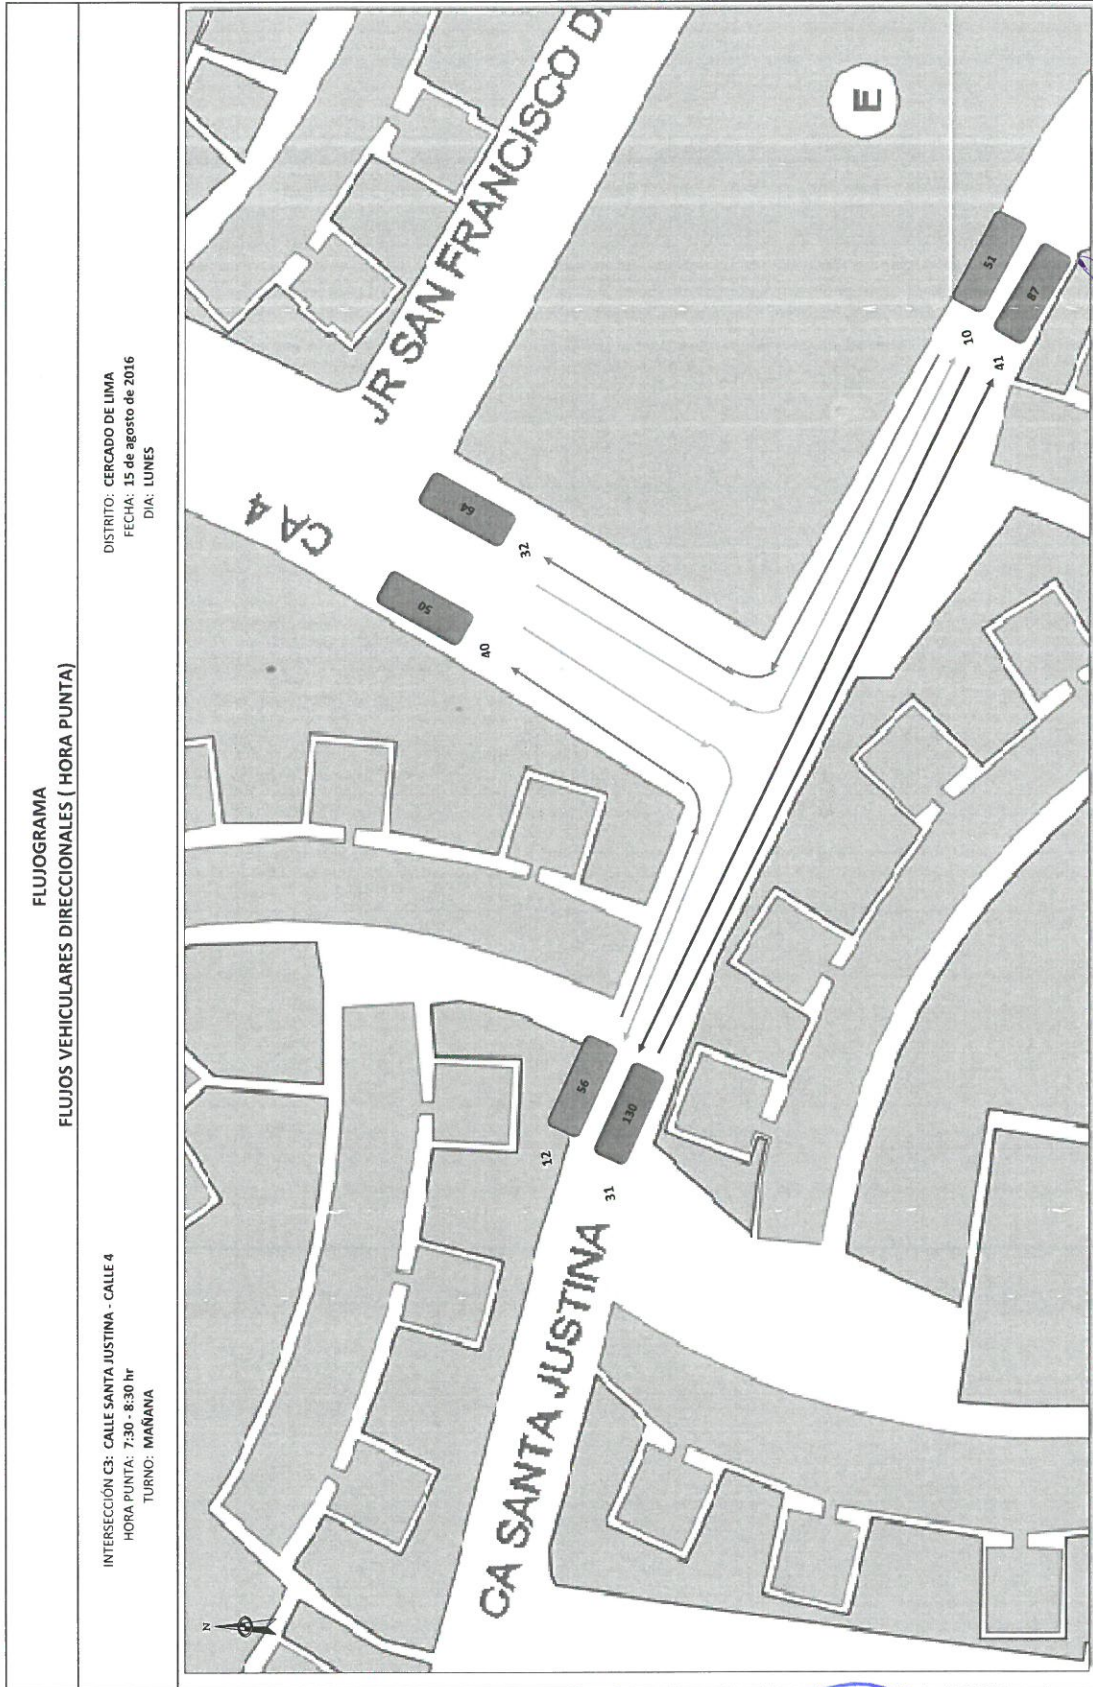 FLUJOGRAMA
FLUJOS VEHICULARES DIRECCIONALES ( HORA PUNTA)
INTERSECCIÓN C3: CALLE SANTA JUSTINA - CALLE 4
HORA PUNTA: 7:30 - 8:30 hr
TURNO: MAÑANA
DISTRITO: CERCADO DE LIMA
FECHA: 15 de agosto de 2016
DIA: LUNES
N
CA 4
JR SAN FRANCISCO D
E
50
64
40
32
12
56
31
130
10
51
41
87
CA SANTA JUSTINA